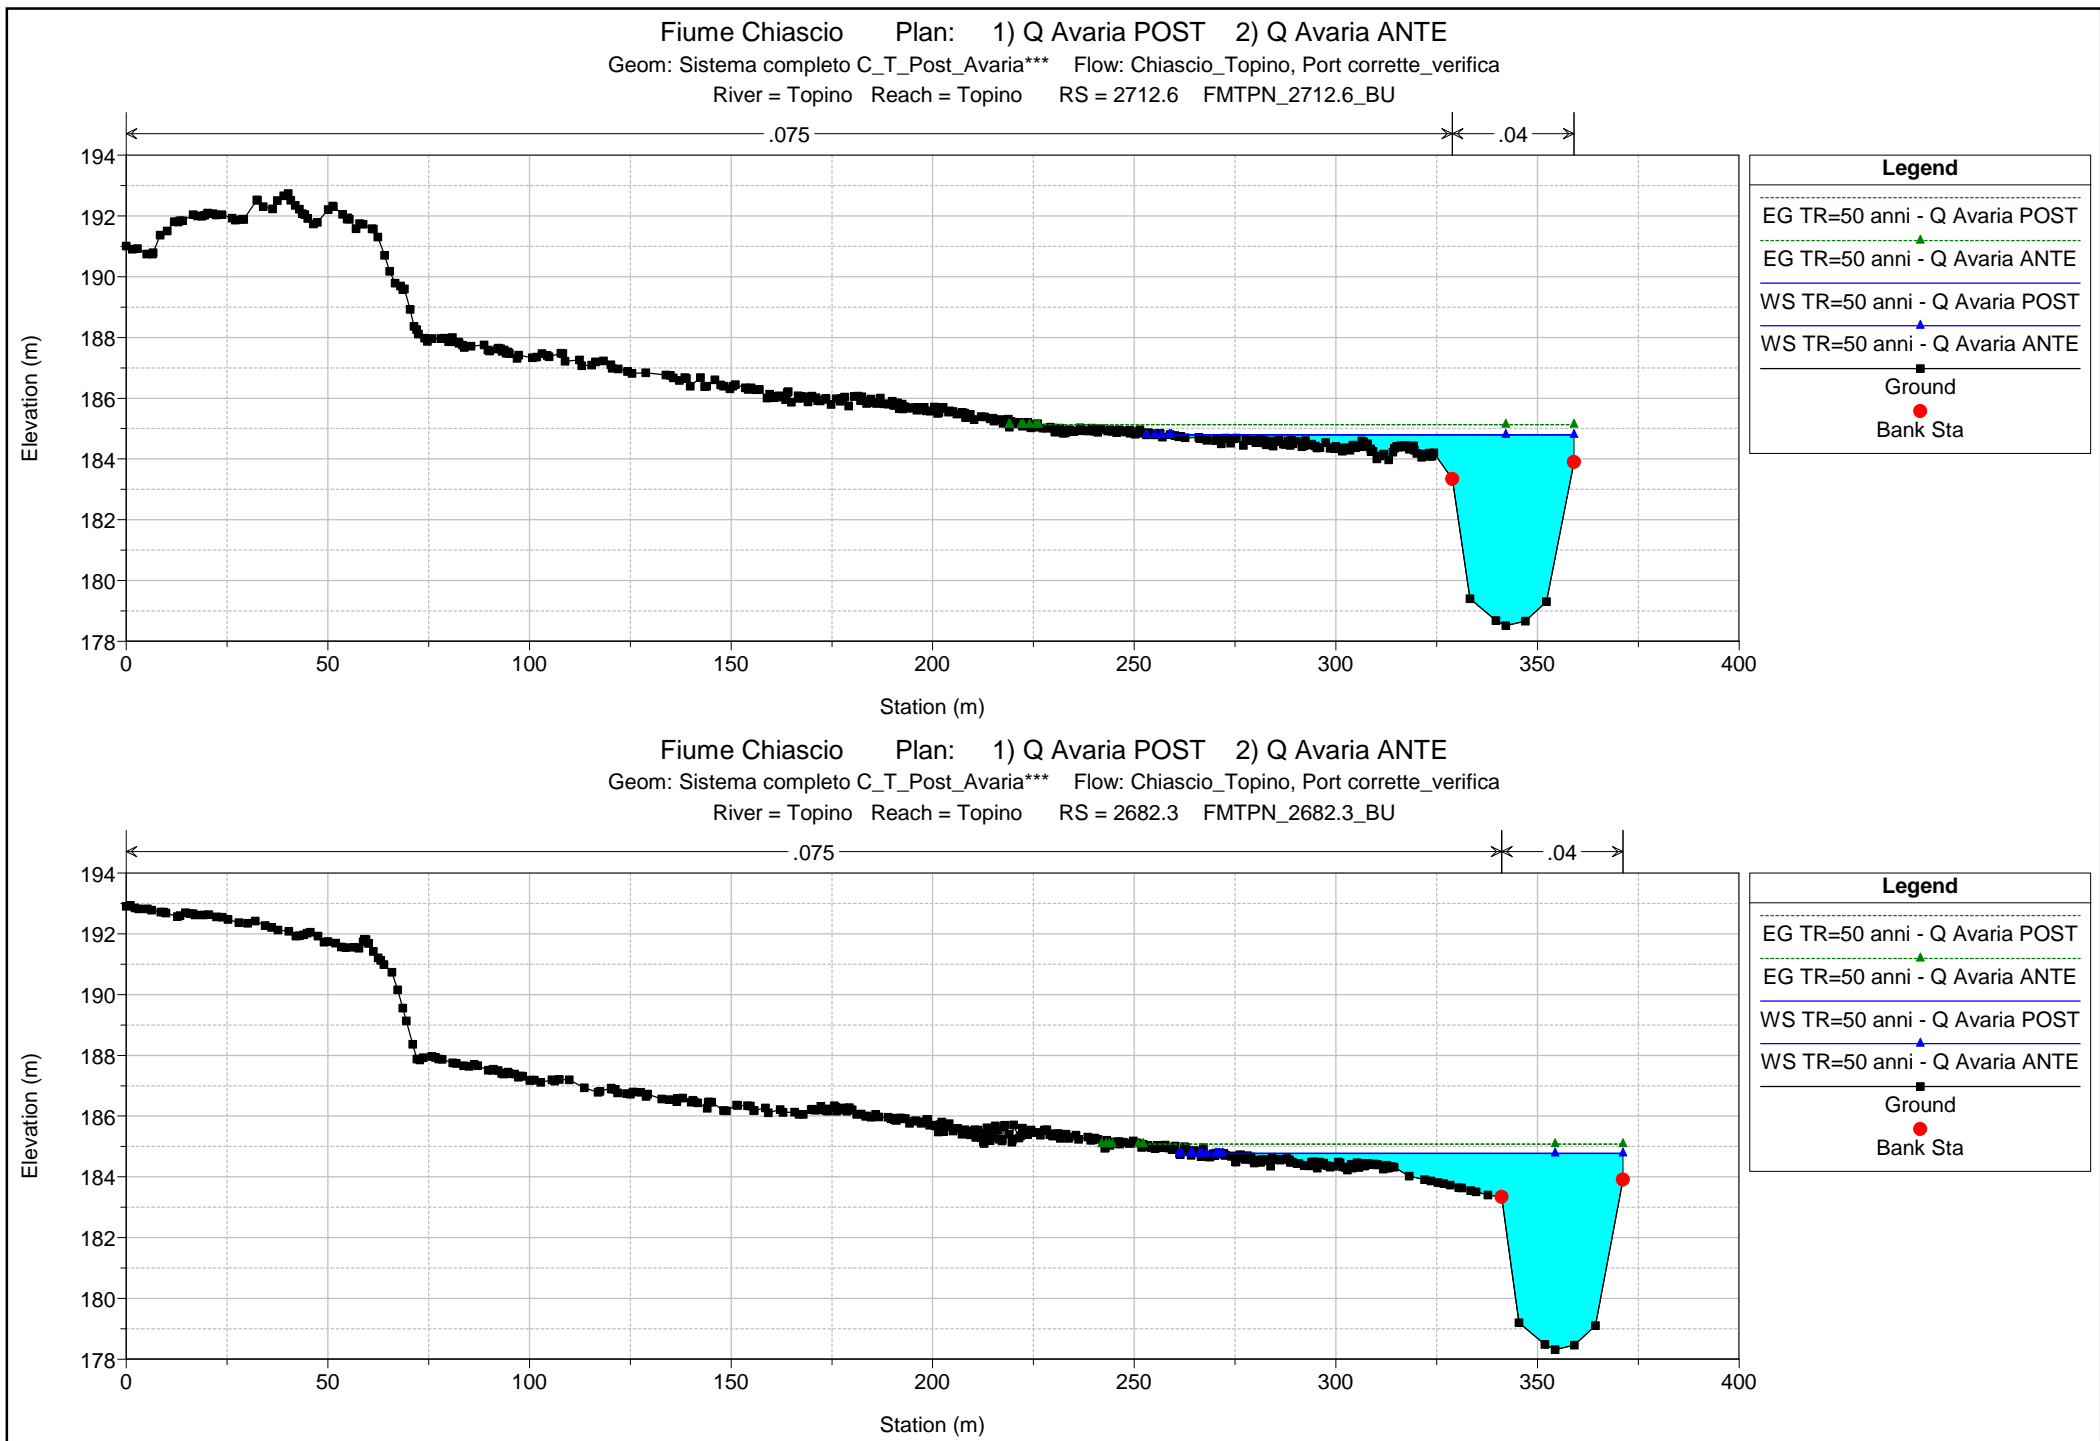 Fiume Chiascio Plan: 1) Q Avaria POST 2) Q Avaria ANTE
Geom: Sistema completo C_T_Post_Avaria*** Flow: Chiascio_Topino, Port corrette_verifica
River = Topino Reach = Topino RS = 2712.6 FMTPN_2712.6_BU
.075 .04
194
192
190
188
186
184
182
180
178
Elevation (m)
0 50 100 150 200 250 300 350 400
Station (m)
Legend
EG TR=50 anni - Q Avaria POST
EG TR=50 anni - Q Avaria ANTE
WS TR=50 anni - Q Avaria POST
WS TR=50 anni - Q Avaria ANTE
Ground
Bank Sta
Fiume Chiascio Plan: 1) Q Avaria POST 2) Q Avaria ANTE
Geom: Sistema completo C_T_Post_Avaria*** Flow: Chiascio_Topino, Port corrette_verifica
River = Topino Reach = Topino RS = 2682.3 FMTPN_2682.3_BU
.075 .04
194
192
190
188
186
184
182
180
178
Elevation (m)
0 50 100 150 200 250 300 350 400
Station (m)
Legend
EG TR=50 anni - Q Avaria POST
EG TR=50 anni - Q Avaria ANTE
WS TR=50 anni - Q Avaria POST
WS TR=50 anni - Q Avaria ANTE
Ground
Bank Sta